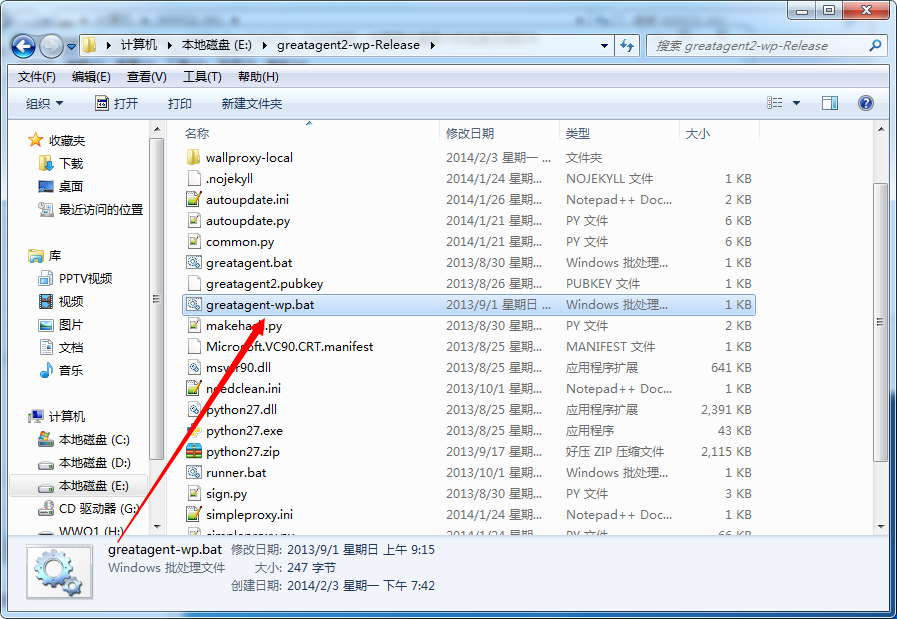 计算机 本地磁盘 (E:) greatagent2-wp-Release
搜索 greatagent2-wp-Release
文件(F) 编辑(E) 查看(V) 工具(T) 帮助(H)
组织 打开 打印 新建文件夹
收藏夹
下载
桌面
最近访问的位置
库
PPTV视频
视频
图片
文档
音乐
计算机
本地磁盘 (C:)
本地磁盘 (D:)
本地磁盘 (E:)
CD 驱动器 (G:)
WWO1 (H:)
名称 修改日期 类型 大小
wallproxy-local 2014/2/3 星期一 ... 文件夹
.nojekyll 2014/1/24 星期... NOJEKYLL 文件 1 KB
autoupdate.ini 2014/1/26 星期... Notepad++ Doc... 2 KB
autoupdate.py 2014/1/21 星期... PY 文件 6 KB
common.py 2014/1/21 星期... PY 文件 6 KB
greatagent.bat 2013/8/30 星期... Windows 批处理... 1 KB
greatagent2.pubkey 2013/8/26 星期... PUBKEY 文件 1 KB
greatagent-wp.bat 2013/9/1 星期日 ... Windows 批处理... 1 KB
makehash.py 2013/8/30 星期... PY 文件 2 KB
Microsoft.VC90.CRT.manifest 2013/8/25 星期... MANIFEST 文件 1 KB
msvcr90.dll 2013/8/25 星期... 应用程序扩展 641 KB
needclean.ini 2013/10/1 星期... Notepad++ Doc... 1 KB
python27.dll 2013/8/25 星期... 应用程序扩展 2,391 KB
python27.exe 2013/8/25 星期... 应用程序 43 KB
python27.zip 2013/9/17 星期... 好压 ZIP 压缩文件 2,115 KB
runner.bat 2013/10/1 星期... Windows 批处理... 1 KB
sign.py 2013/8/30 星期... PY 文件 3 KB
simpleproxy.ini 2014/1/24 星期... Notepad++ Doc... 1 KB
simpleproxy.py 2014/1/24 星期... PY 文件 66 KB
greatagent-wp.bat 修改日期: 2013/9/1 星期日 上午 9:15
Windows 批处理文件 大小: 247 字节
创建日期: 2014/2/3 星期一 下午 7:42